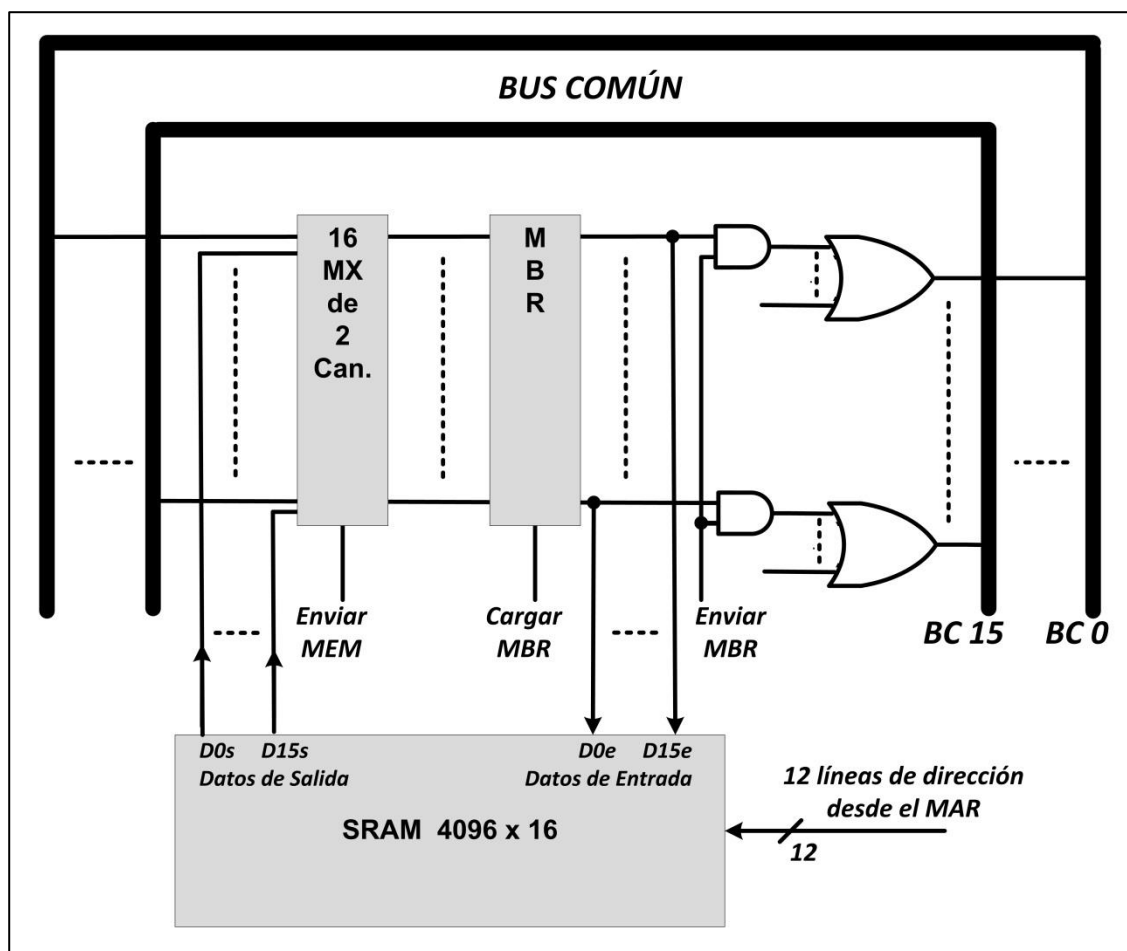 BUS COMÚN
16
MX
de
2
Can.
M
B
R
Enviar
MEM
Cargar
MBR
Enviar
MBR
BC 15
BC 0
D0s
D15s
Datos de Salida
D0e
D15e
Datos de Entrada
SRAM 4096 x 16
12 líneas de dirección
desde el MAR
12